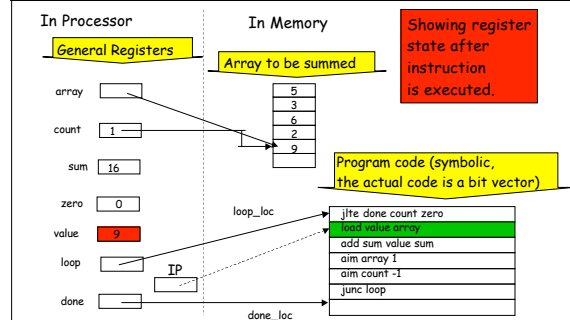 In Processor
In Memory
Showing register
state after
instruction
is executed.
General Registers
Array to be summed
array
5
3
6
2
9
count
1
sum
16
Program code (symbolic,
the actual code is a bit vector)
zero
0
loop_loc
value
9
jlte done count zero
load value array
add sum value sum
aim array 1
aim count -1
junc loop
loop
IP
done
done_loc